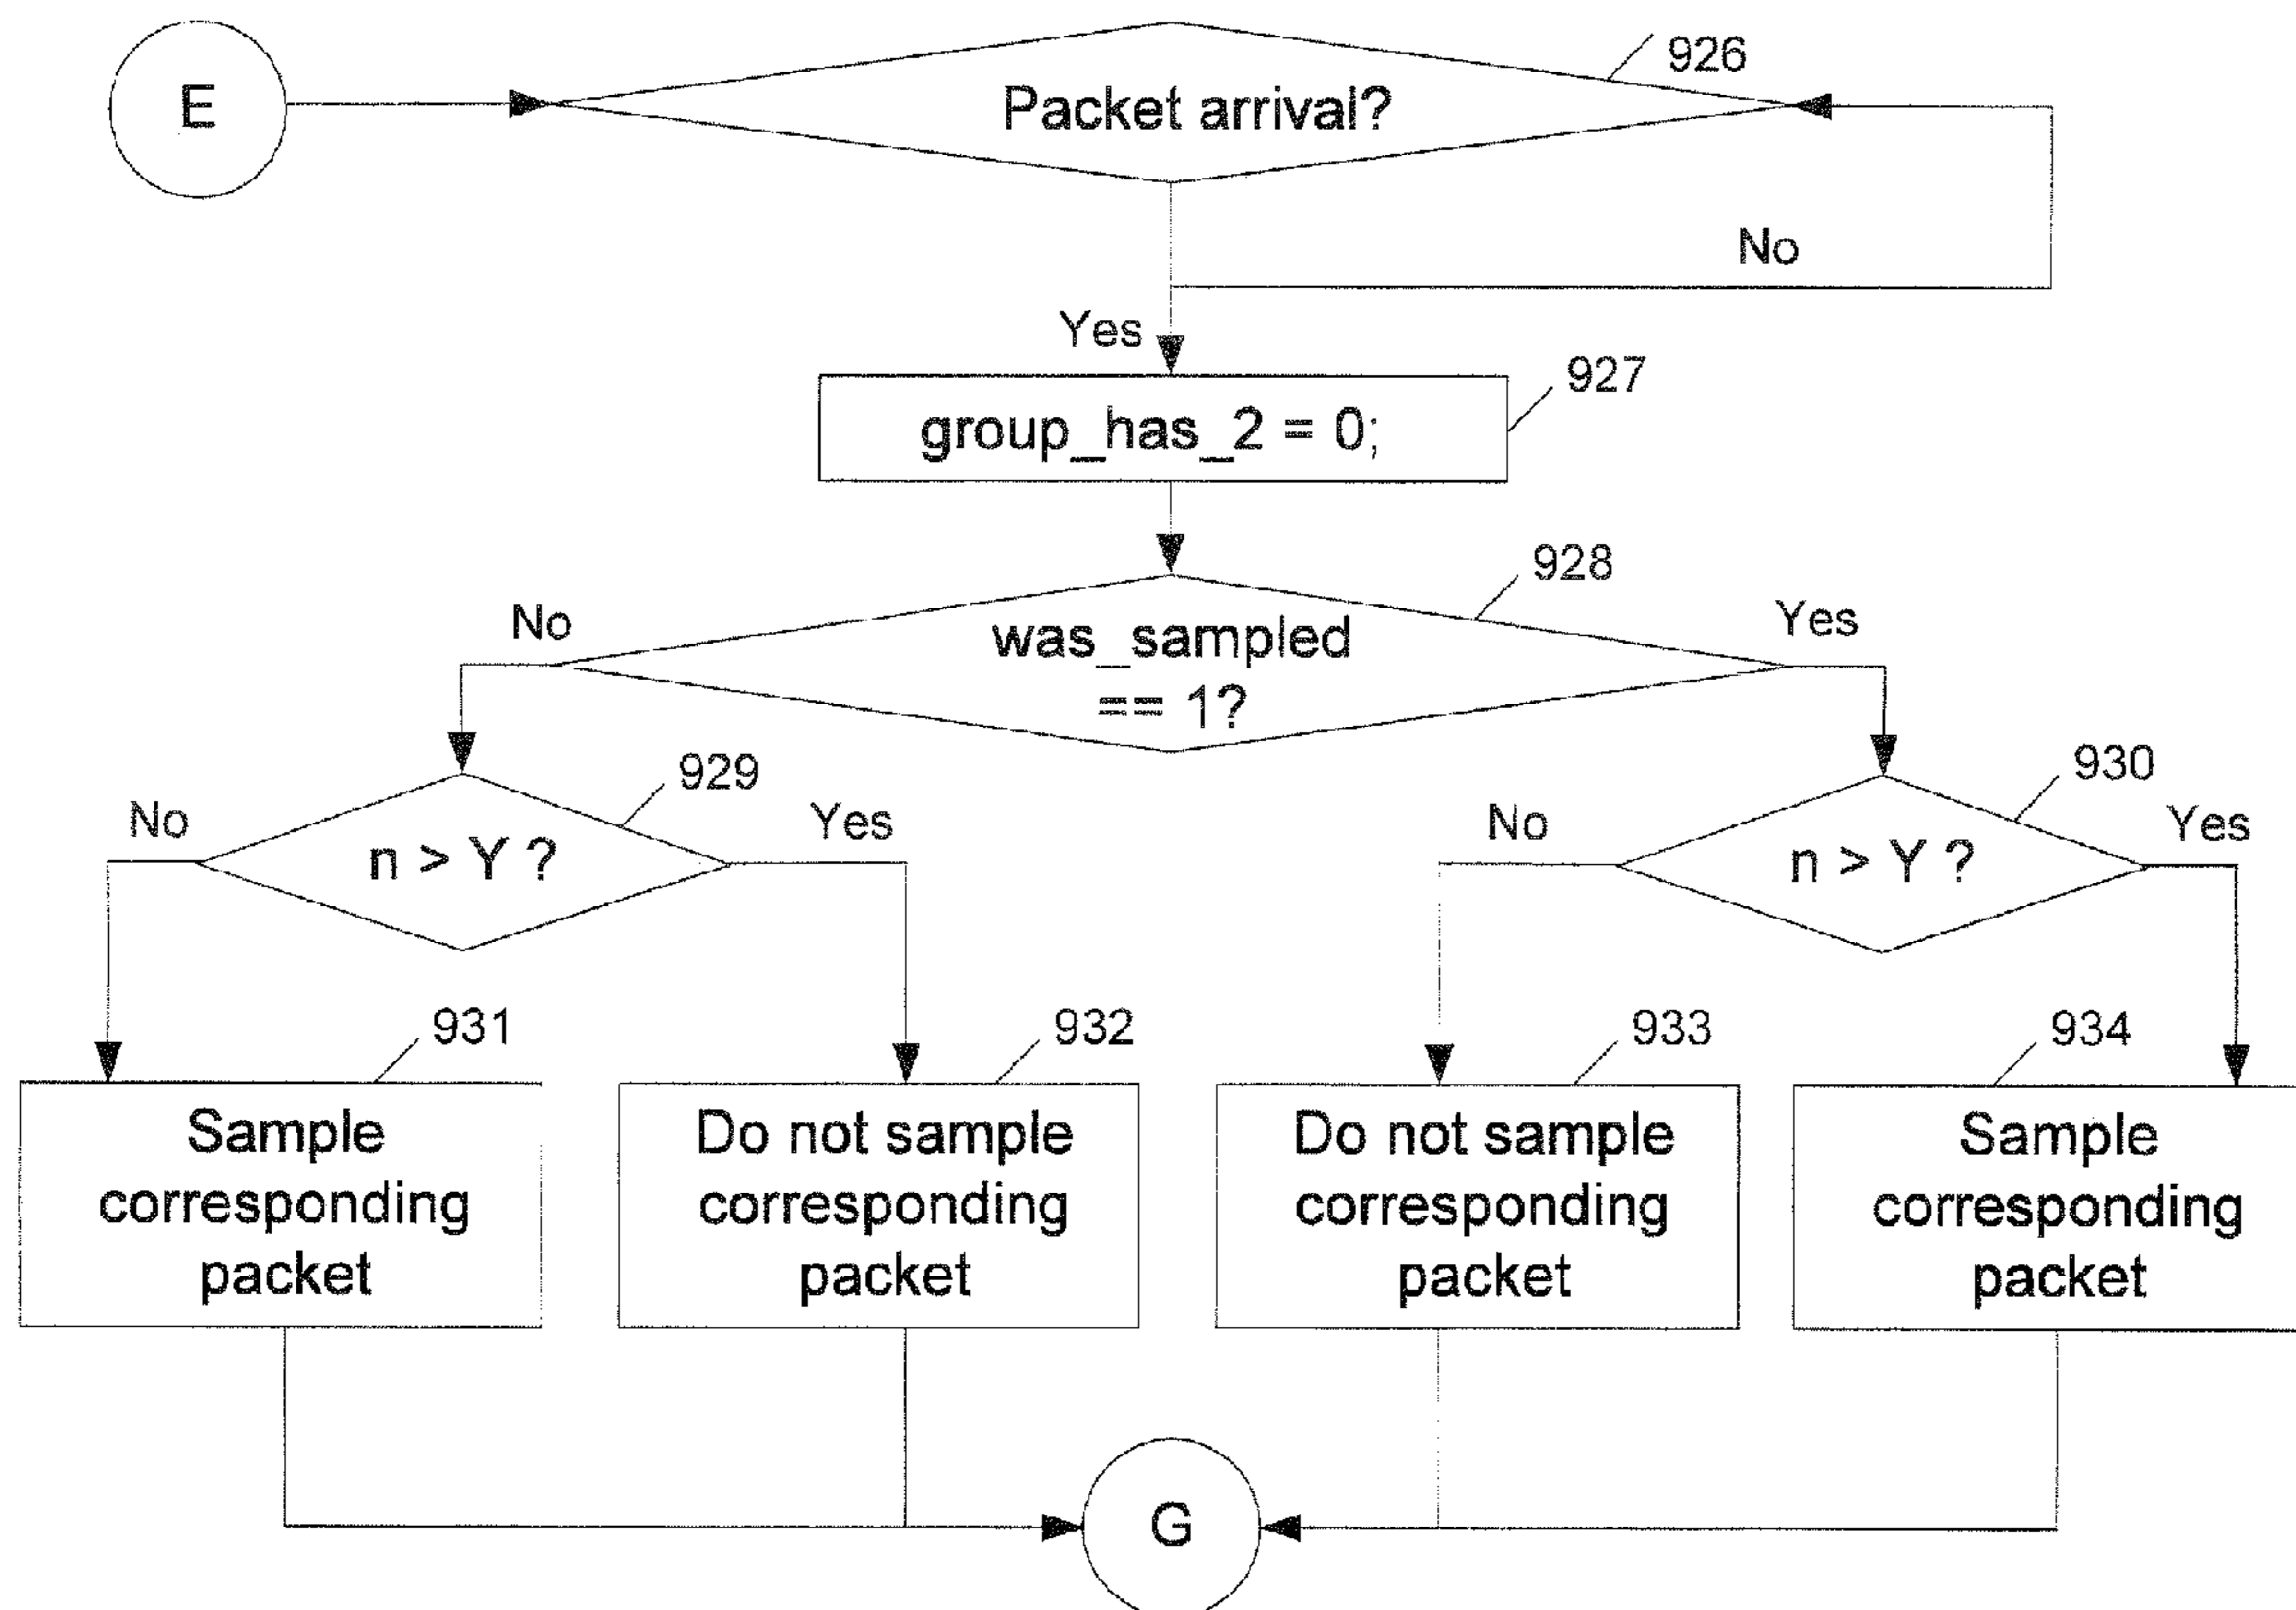 E
Packet arrival?
926
No
Yes
927
group_has_2 = 0;
928
No
was_sampled
== 1?
Yes
929
No
n > Y ?
Yes
930
No
n > Y ?
Yes
931
Sample
corresponding
packet
932
Do not sample
corresponding
packet
933
Do not sample
corresponding
packet
934
Sample
corresponding
packet
G